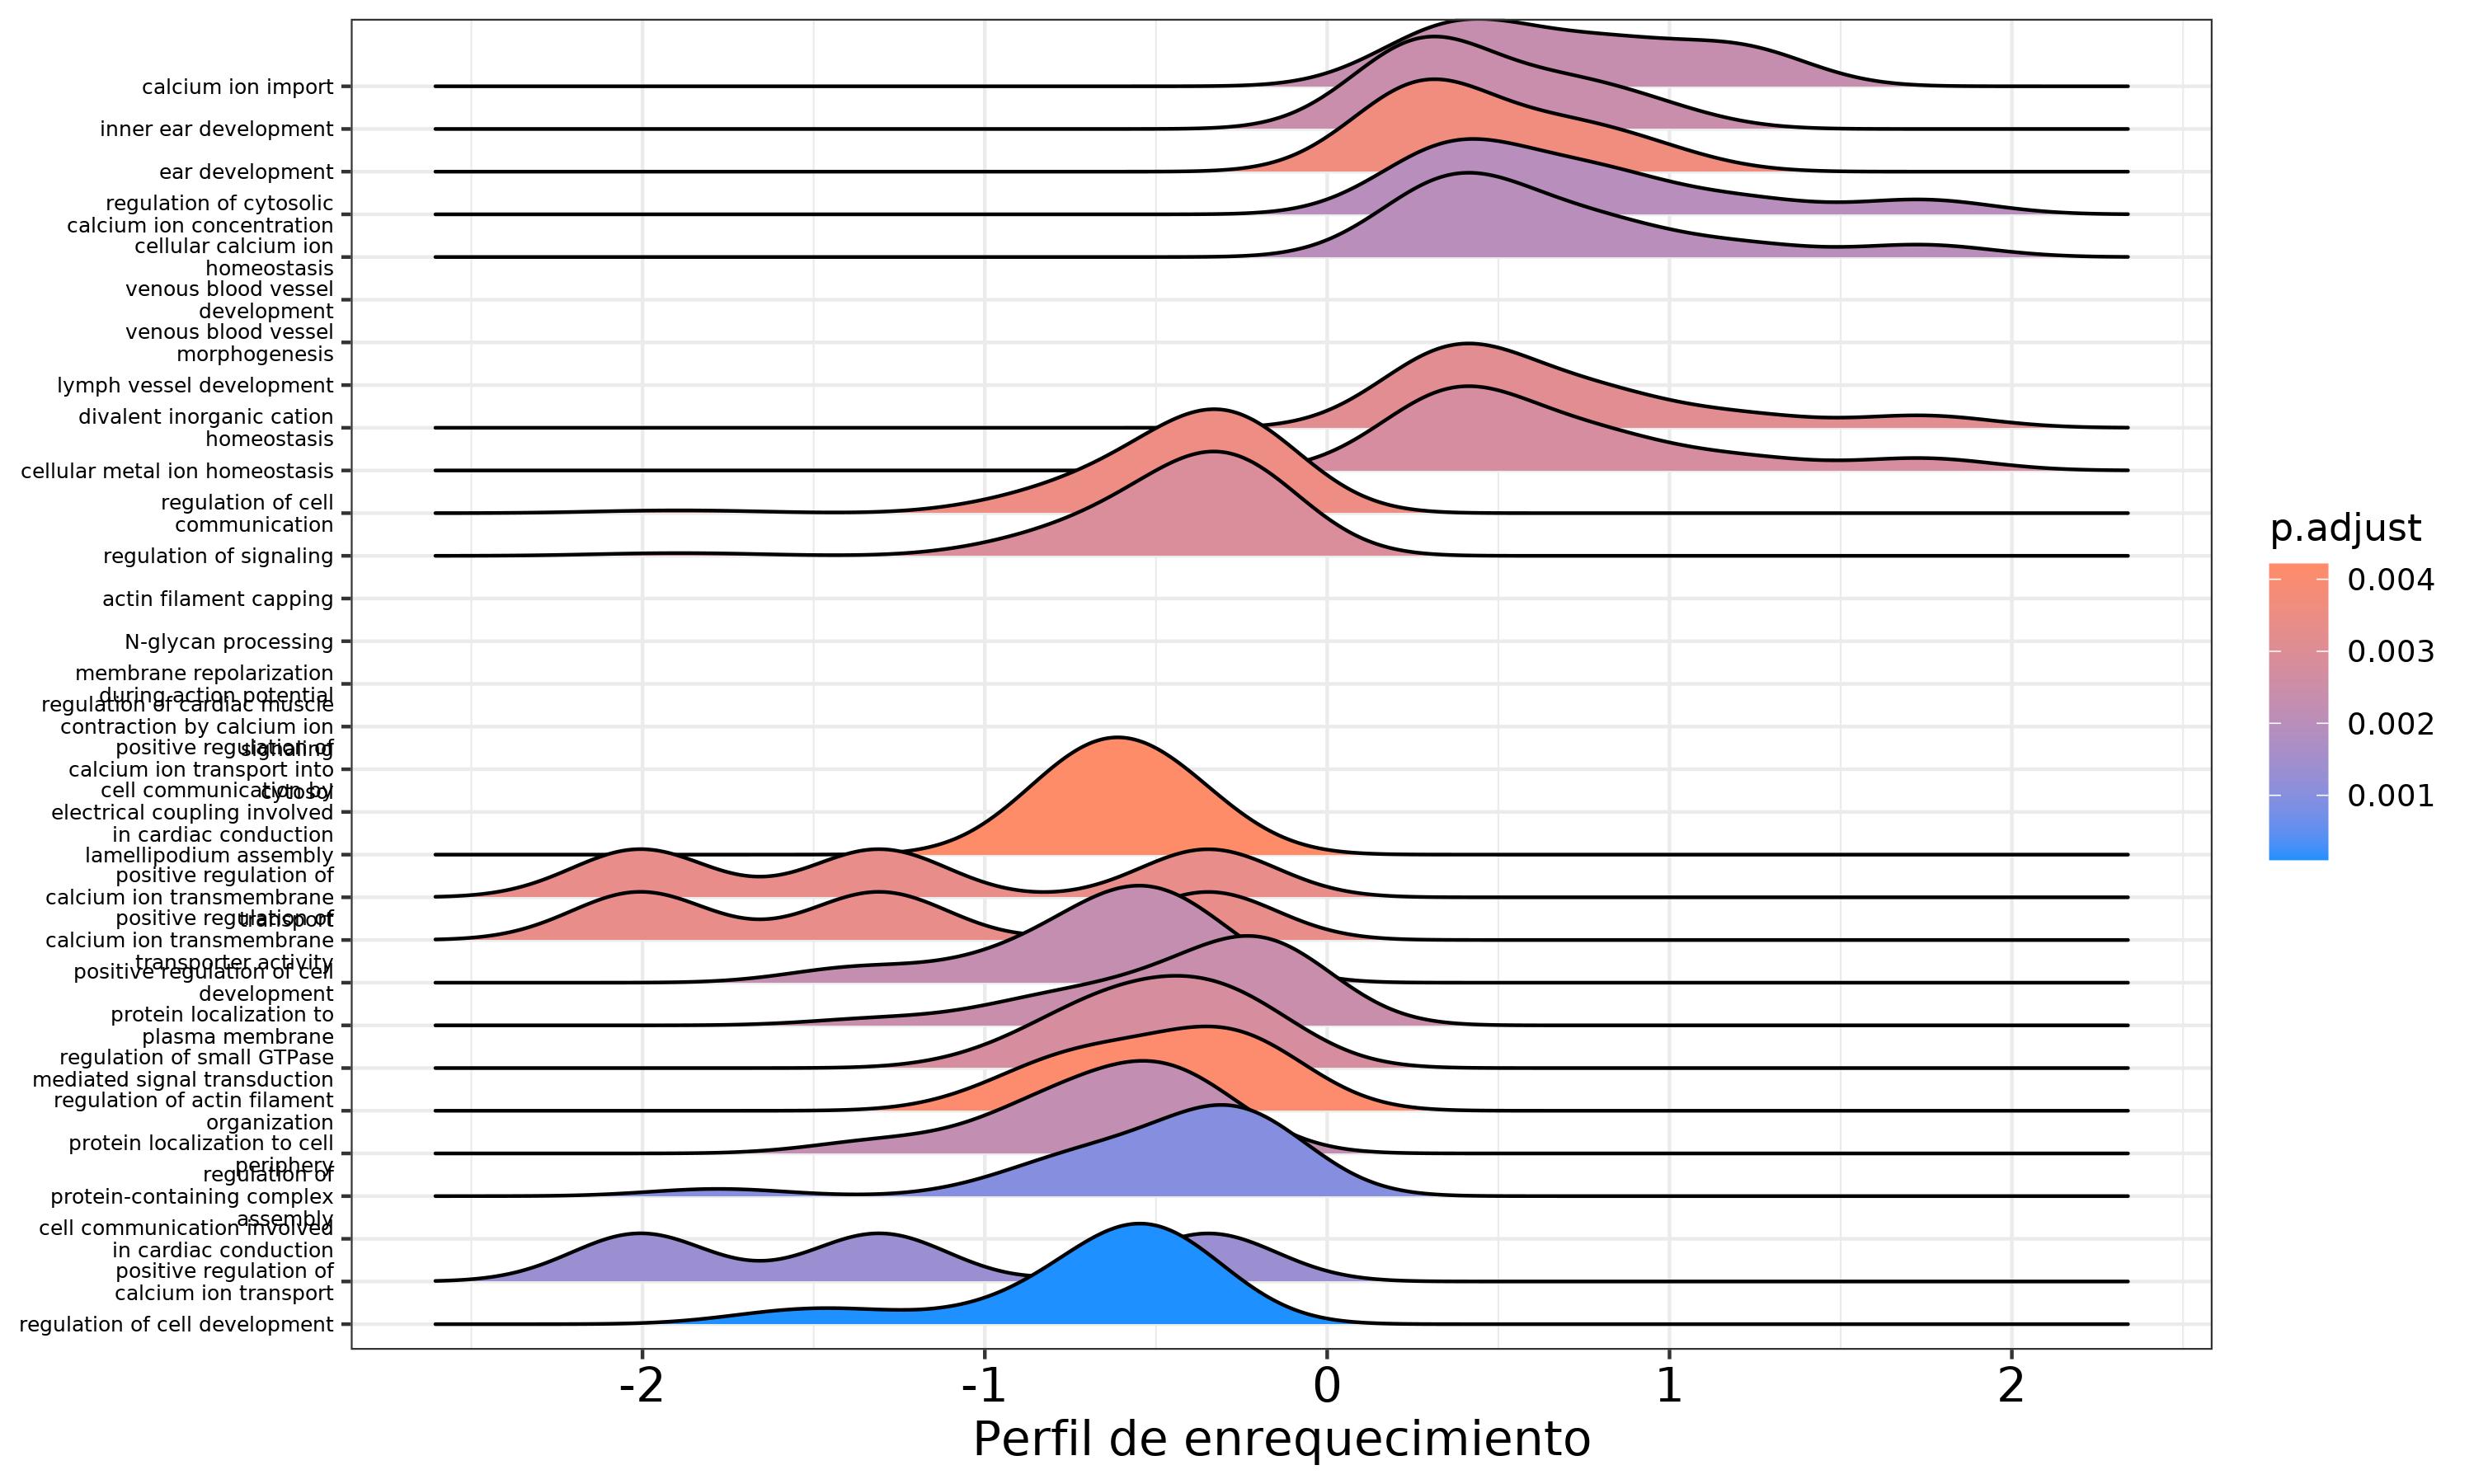 calcium ion import
inner ear development
ear development
regulation of cytosolic
calcium ion concentration
cellular calcium ion
homeostasis
venous blood vessel
development
venous blood vessel
morphogenesis
lymph vessel development
divalent inorganic cation
homeostasis
cellular metal ion homeostasis
regulation of cell
communication
regulation of signaling
actin filament capping
N-glycan processing
membrane repolarization
during action potential
regulation of cardiac muscle
contraction by calcium ion
signaling
positive regulation of
calcium ion transport into
cytosol
cell communication by
electrical coupling involved
in cardiac conduction
lamellipodium assembly
positive regulation of
calcium ion transmembrane
transport
positive regulation of
calcium ion transmembrane
transporter activity
positive regulation of cell
development
protein localization to
plasma membrane
regulation of small GTPase
mediated signal transduction
regulation of actin filament
organization
protein localization to cell
periphery
regulation of
protein-containing complex
assembly
cell communication involved
in cardiac conduction
positive regulation of
calcium ion transport
regulation of cell development
-2 -1 0 1 2
Perfil de enrequecimiento
p.adjust
0.004
0.003
0.002
0.001